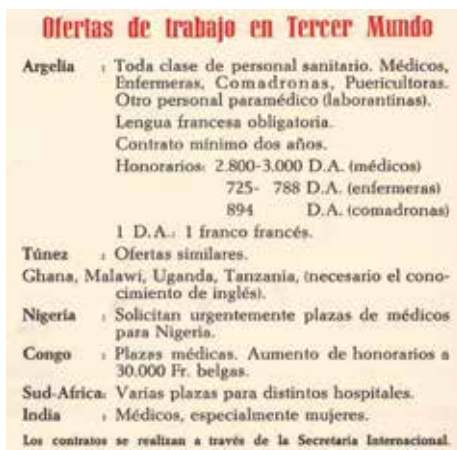 Ofertas de trabajo en Tercer Mundo
Argelia : Toda clase de personal sanitario. Médicos,
Enfermeras, Comadronas, Puericultoras.
Otro personal paramédico (laborantinas).
Lengua francesa obligatoria.
Contrato mínimo dos años.
Honorarios: 2.800-3.000 D.A. (médicos)
725- 788 D.A. (enfermeras)
894 D.A. (comadronas)
1 D.A.: 1 franco francés.
Túnez : Ofertas similares.
Ghana, Malawi, Uganda, Tanzania, (necesario el cono-
cimiento de inglés).
Nigeria : Solicitan urgentemente plazas de médicos
para Nigeria.
Congo : Plazas médicas. Aumento de honorarios a
30.000 Fr. belgas.
Sud-Africa: Varias plazas para distintos hospitales.
India : Médicos, especialmente mujeres.
Los contratos se realizan a través de la Secretaria Internacional.